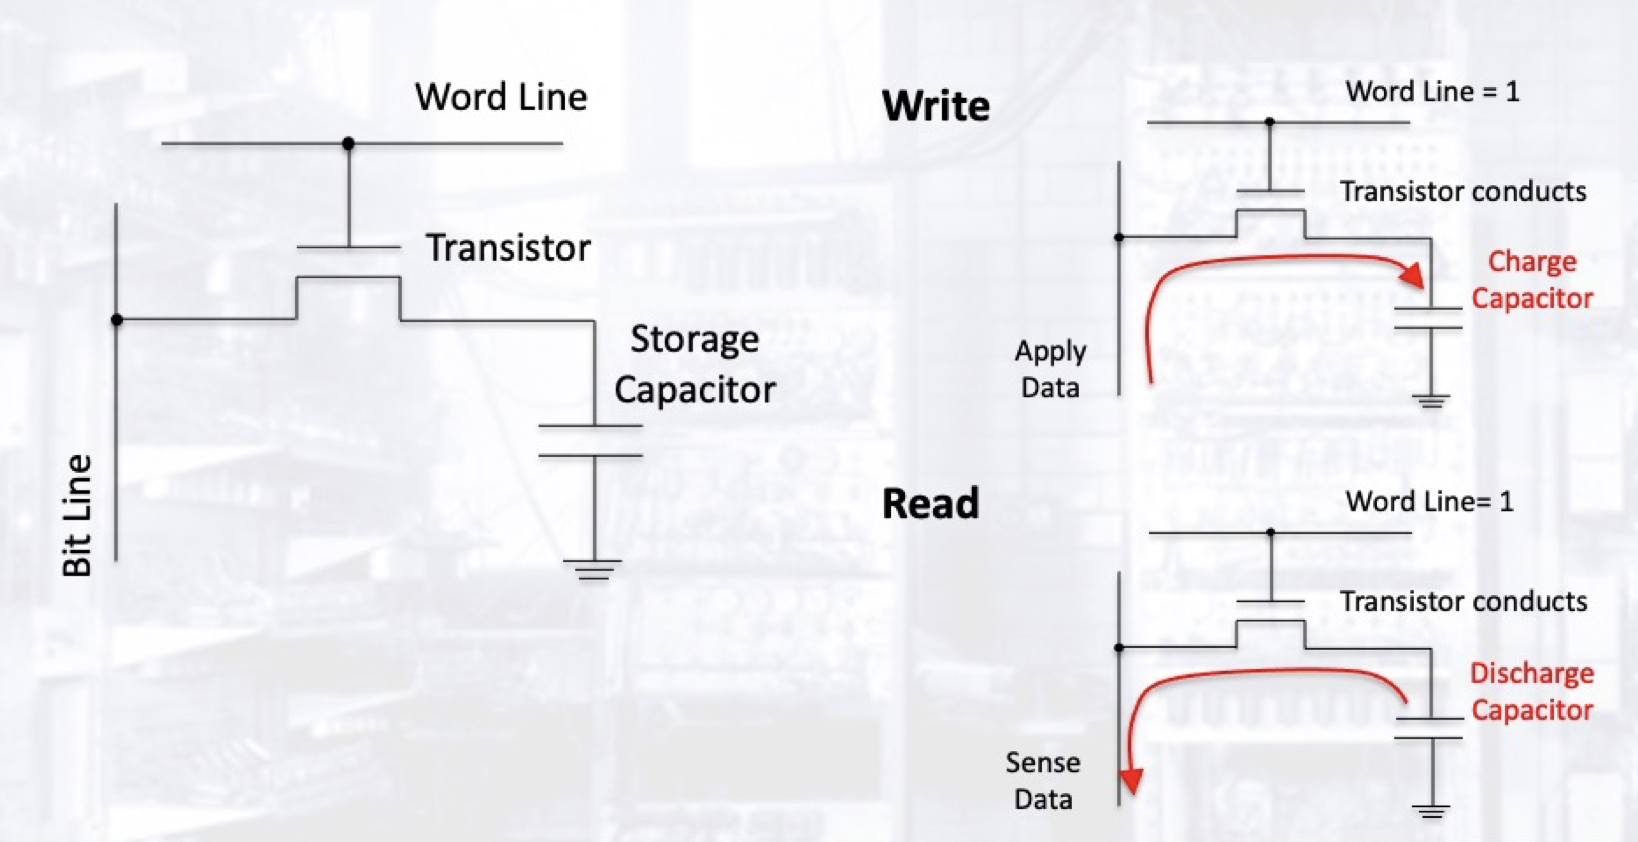 Word Line
Transistor
Storage
Capacitor
Bit Line
Write
Word Line = 1
Transistor conducts
Charge
Capacitor
Apply
Data
Read
Word Line= 1
Transistor conducts
Discharge
Capacitor
Sense
Data